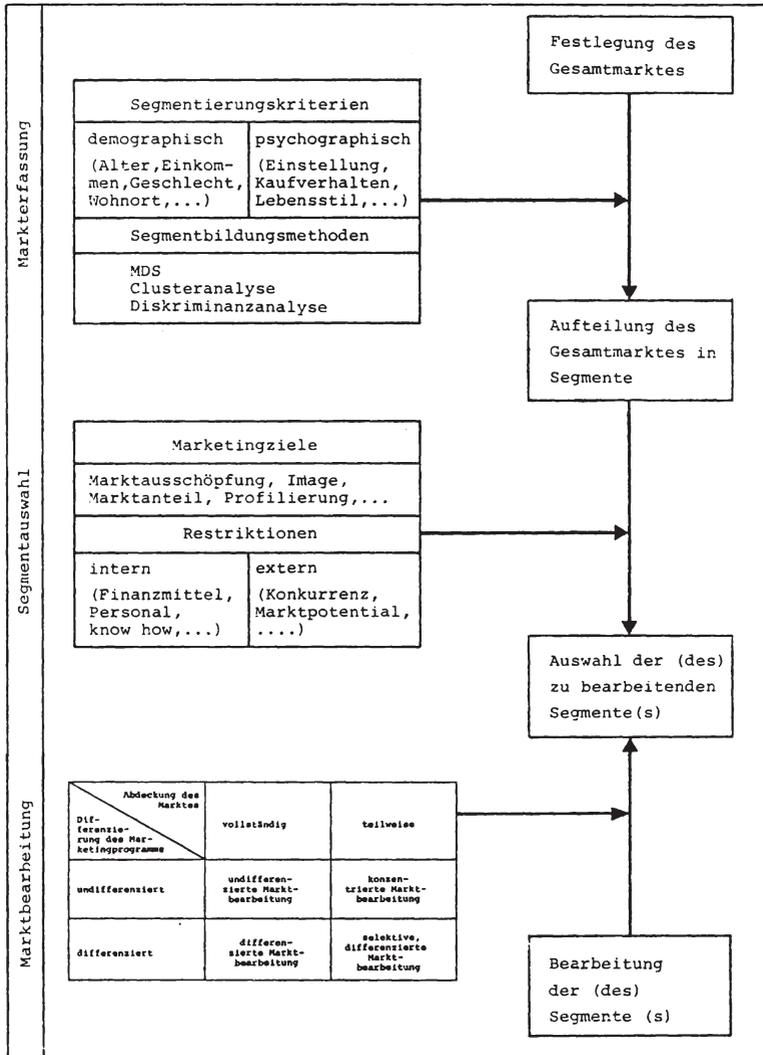 Markterfassung
Festlegung des
Gesamtmarktes
Segmentierungskriterien
demographisch
(Alter,Einkom-
men,Geschlecht,
Wohnort,...)
psychographisch
(Einstellung,
Kaufverhalten,
Lebensstil,...)
Segmentbildungsmethoden
MDS
Clusteranalyse
Diskriminanzanalyse
Aufteilung des
Gesamtmarktes in
Segmente
Segmentauswahl
Marketingziele
Marktausschöpfung, Image,
Marktanteil, Profilierung,...
Restriktionen
intern
(Finanzmittel,
Personal,
know how,...)
extern
(Konkurrenz,
Marktpotential,
....)
Auswahl der (des)
zu bearbeitenden
Segmente(s)
Marktbearbeitung
Abdeckung des
Marktes
Dif-
ferenzie-
rung des Mar-
ketingprogramms
vollständig
teilweise
undifferenziert
undifferen-
zierte Markt-
bearbeitung
konzen-
trierte Markt-
bearbeitung
differenziert
differen-
zierte Markt-
bearbeitung
selektive,
differenzierte
Markt-
bearbeitung
Bearbeitung
der (des)
Segmente (s)